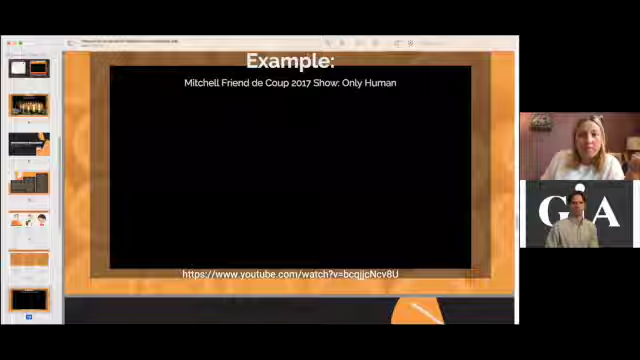 Example:
Mitchell Friend de Coup 2017 Show: Only Human
https://www.youtube.com/watch?v=bcqjjcNcv8U
GIA